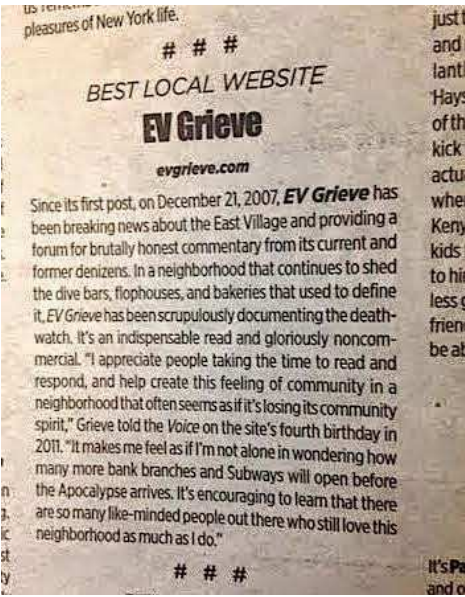 pleasures of New York life.
# # #
BEST LOCAL WEBSITE
EV Grieve
evgrieve.com
Since its first post, on December 21, 2007, EV Grieve has
been breaking news about the East Village and providing a
forum for brutally honest commentary from its current and
former denizens. In a neighborhood that continues to shed
the dive bars, flophouses, and bakeries that used to define
it, EV Grieve has been scrupulously documenting the death-
watch. It's an indispensable read and gloriously noncom-
mercial. "I appreciate people taking the time to read and
respond, and help create this feeling of community in a
neighborhood that often seems as if it's losing its community
spirit," Grieve told the Voice on the site's fourth birthday in
2011. "It makes me feel as if I'm not alone in wondering how
many more bank branches and Subways will open before
the Apocalypse arrives. It's encouraging to learn that there
are so many like-minded people out there who still love this
neighborhood as much as I do."
# # #
just
and
lant
Hays
of th
kick
actu
whe
Keny
kids
to hi
less
frien
be a
It's Pa
and o